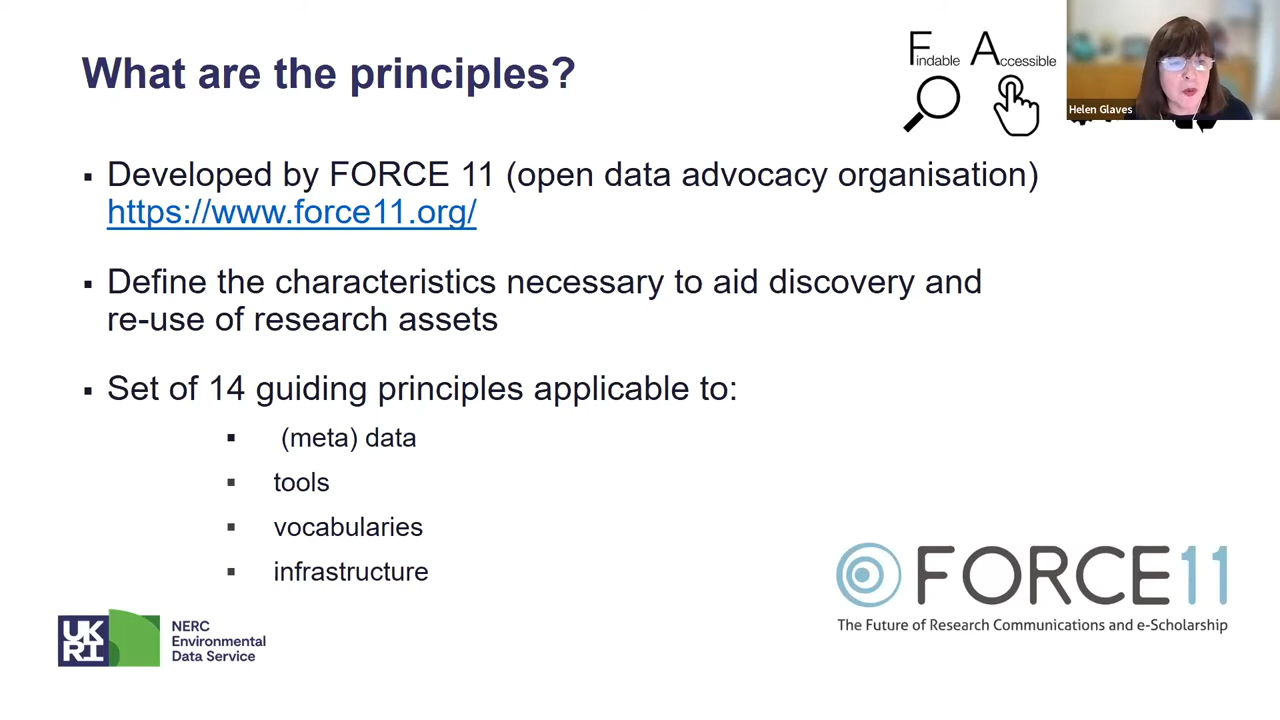 What are the principles?
Findable Accessible
Helen Glaves
▪ Developed by FORCE 11 (open data advocacy organisation)
https://www.force11.org/
▪ Define the characteristics necessary to aid discovery and
re-use of research assets
▪ Set of 14 guiding principles applicable to:
▪ (meta) data
▪ tools
▪ vocabularies
▪ infrastructure
FORCE11
The Future of Research Communications and e-Scholarship
UKRI
NERC
Environmental
Data Service